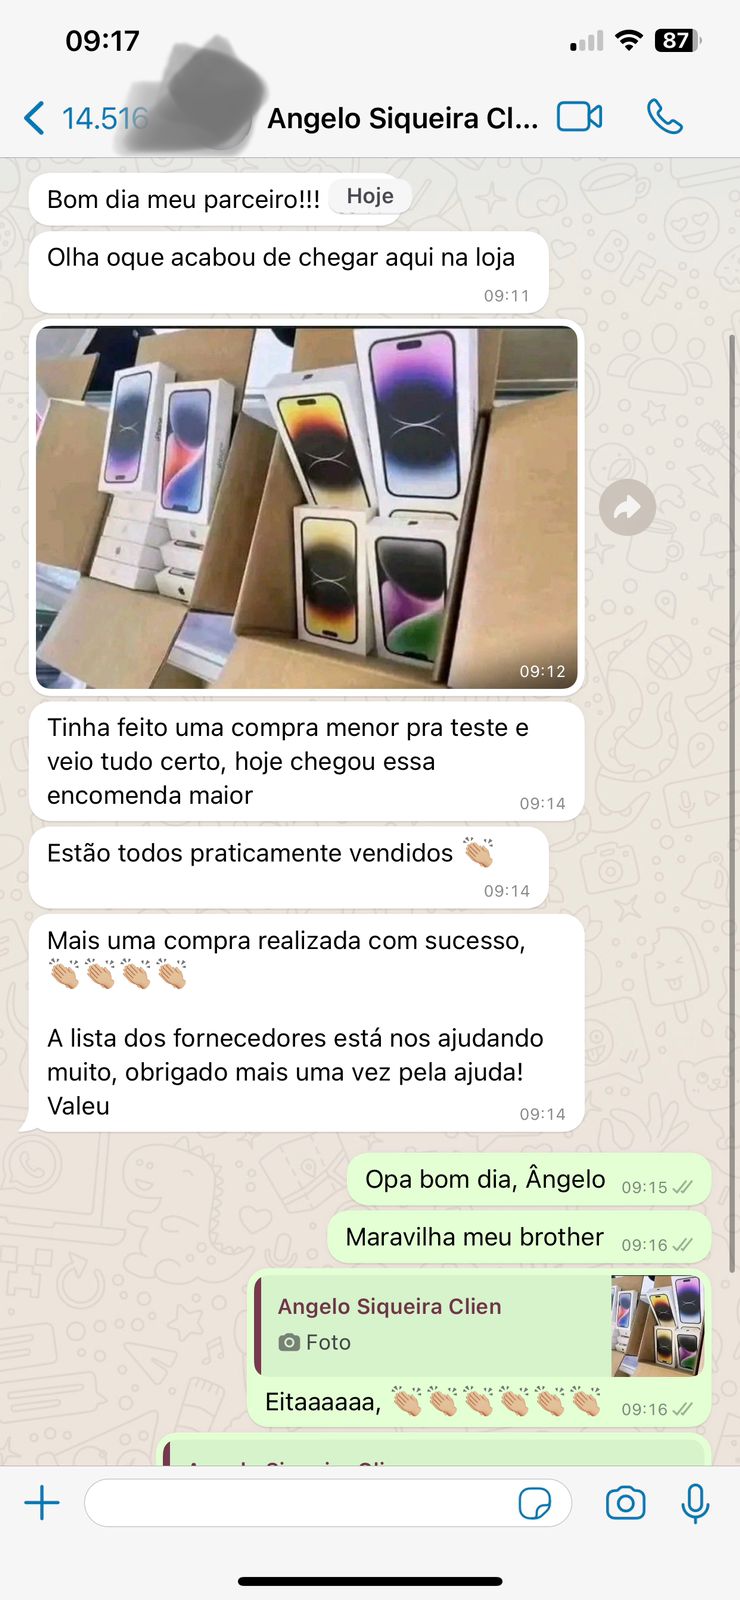 09:17
87
14.516
Angelo Siqueira Cl...
Bom dia meu parceiro!!!
Hoje
Olha oque acabou de chegar aqui na loja
09:11
09:12
Tinha feito uma compra menor pra teste e
veio tudo certo, hoje chegou essa
encomenda maior
09:14
Estão todos praticamente vendidos 👏🏼
09:14
Mais uma compra realizada com sucesso,
👏🏼👏🏼👏🏼👏🏼
A lista dos fornecedores está nos ajudando
muito, obrigado mais uma vez pela ajuda!
Valeu
09:14
Opa bom dia, Ângelo
09:15
Maravilha meu brother
09:16
Angelo Siqueira Clien
Foto
Eitaaaaaa, 👏🏼👏🏼👏🏼👏🏼👏🏼👏🏼
09:16